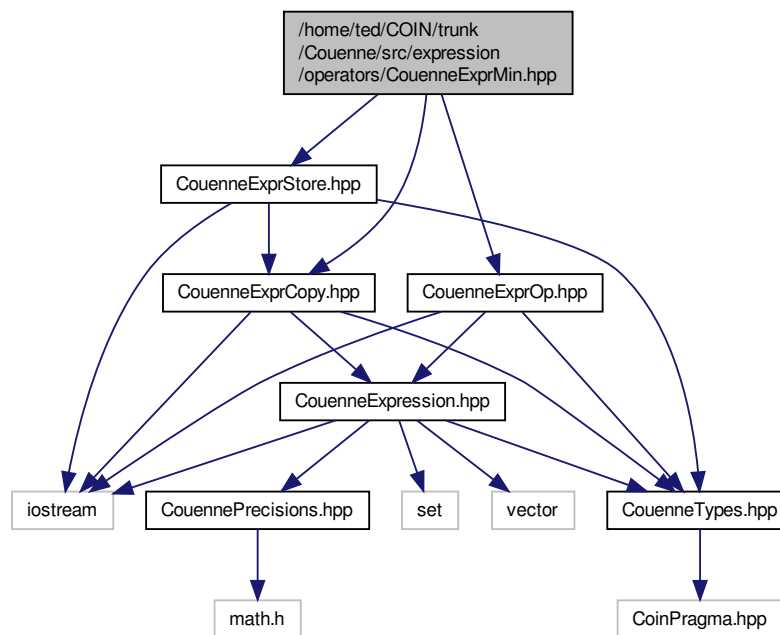 /home/ted/COIN/trunk
/Couenne/src/expression
/operators/CouenneExprMin.hpp
CouenneExprStore.hpp
CouenneExprCopy.hpp
CouenneExprOp.hpp
CouenneExpression.hpp
iostream
CouennePrecisions.hpp
set
vector
CouenneTypes.hpp
math.h
CoinPragma.hpp